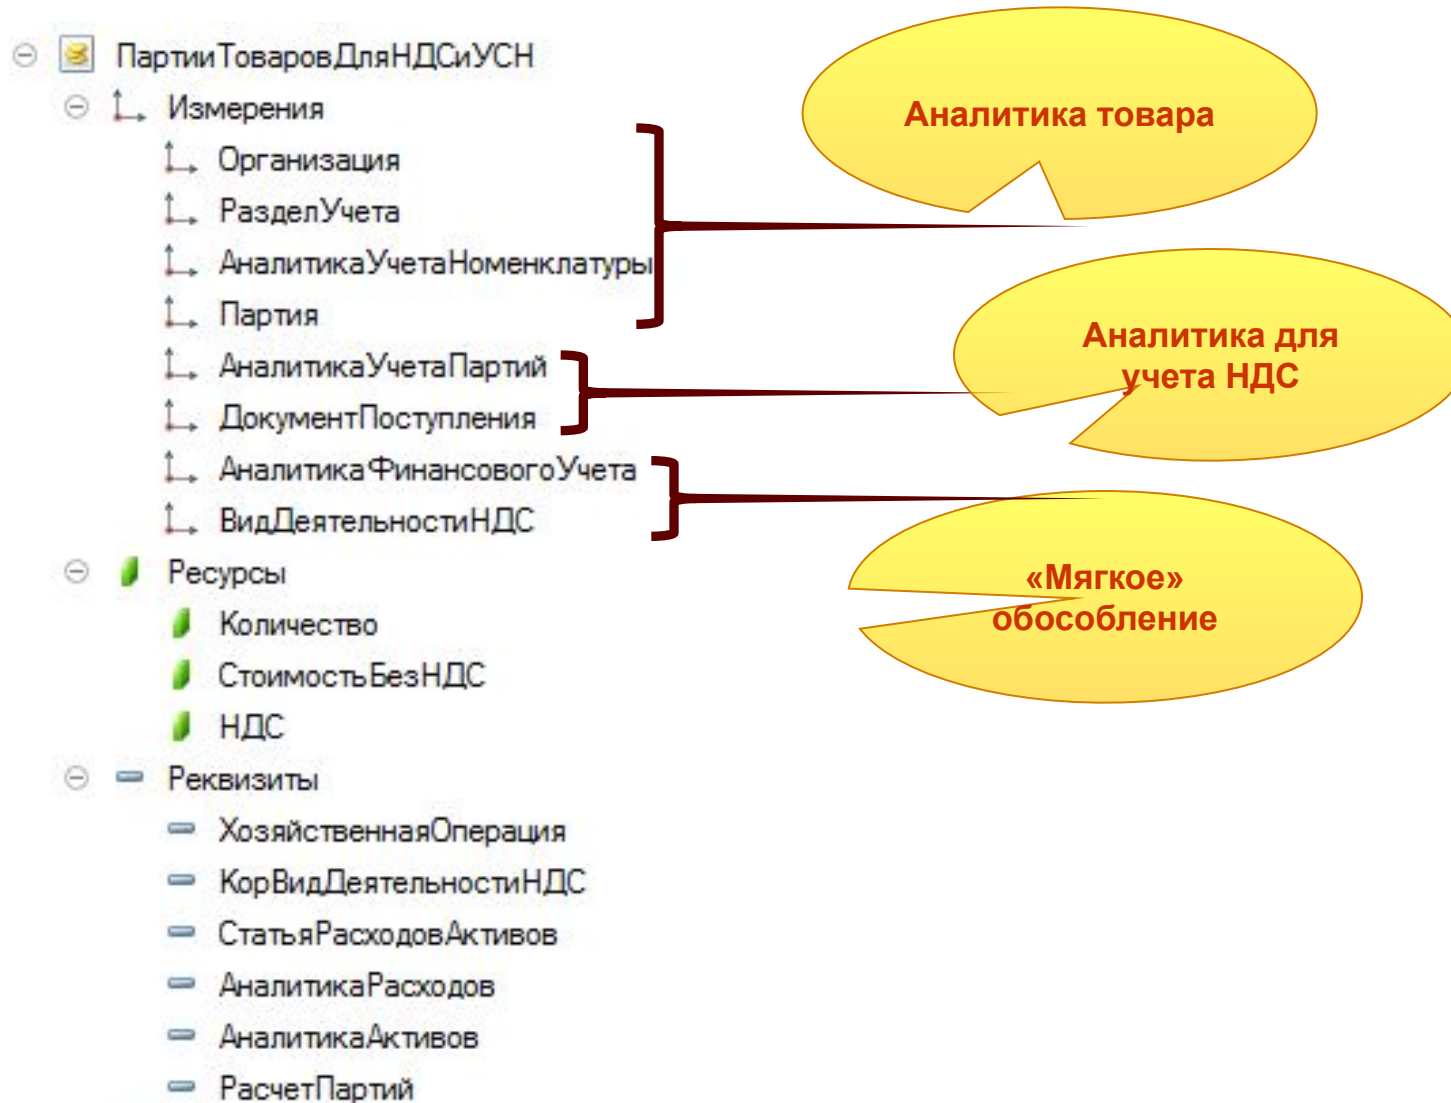 ПартииТоваровДляНДСиУСН
Измерения
Организация
РазделУчета
АналитикаУчетаНоменклатуры
Партия
АналитикаУчетаПартий
ДокументПоступления
АналитикаФинансовогоУчета
ВидДеятельностиНДС
Ресурсы
Количество
СтоимостьБезНДС
НДС
Реквизиты
ХозяйственнаяОперация
КорВидДеятельностиНДС
СтатьяРасходовАктивов
АналитикаРасходов
АналитикаАктивов
РасчетПартий
Аналитика товара
Аналитика для
учета НДС
«Мягкое»
обособление